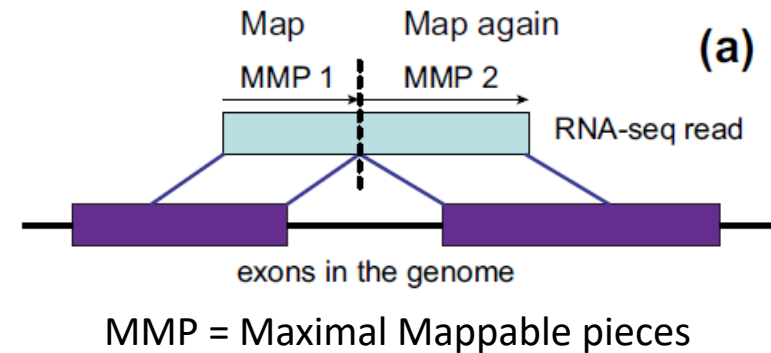 Map
Map again
(a)
MMP 1
MMP 2
RNA-seq read
exons in the genome
MMP = Maximal Mappable pieces